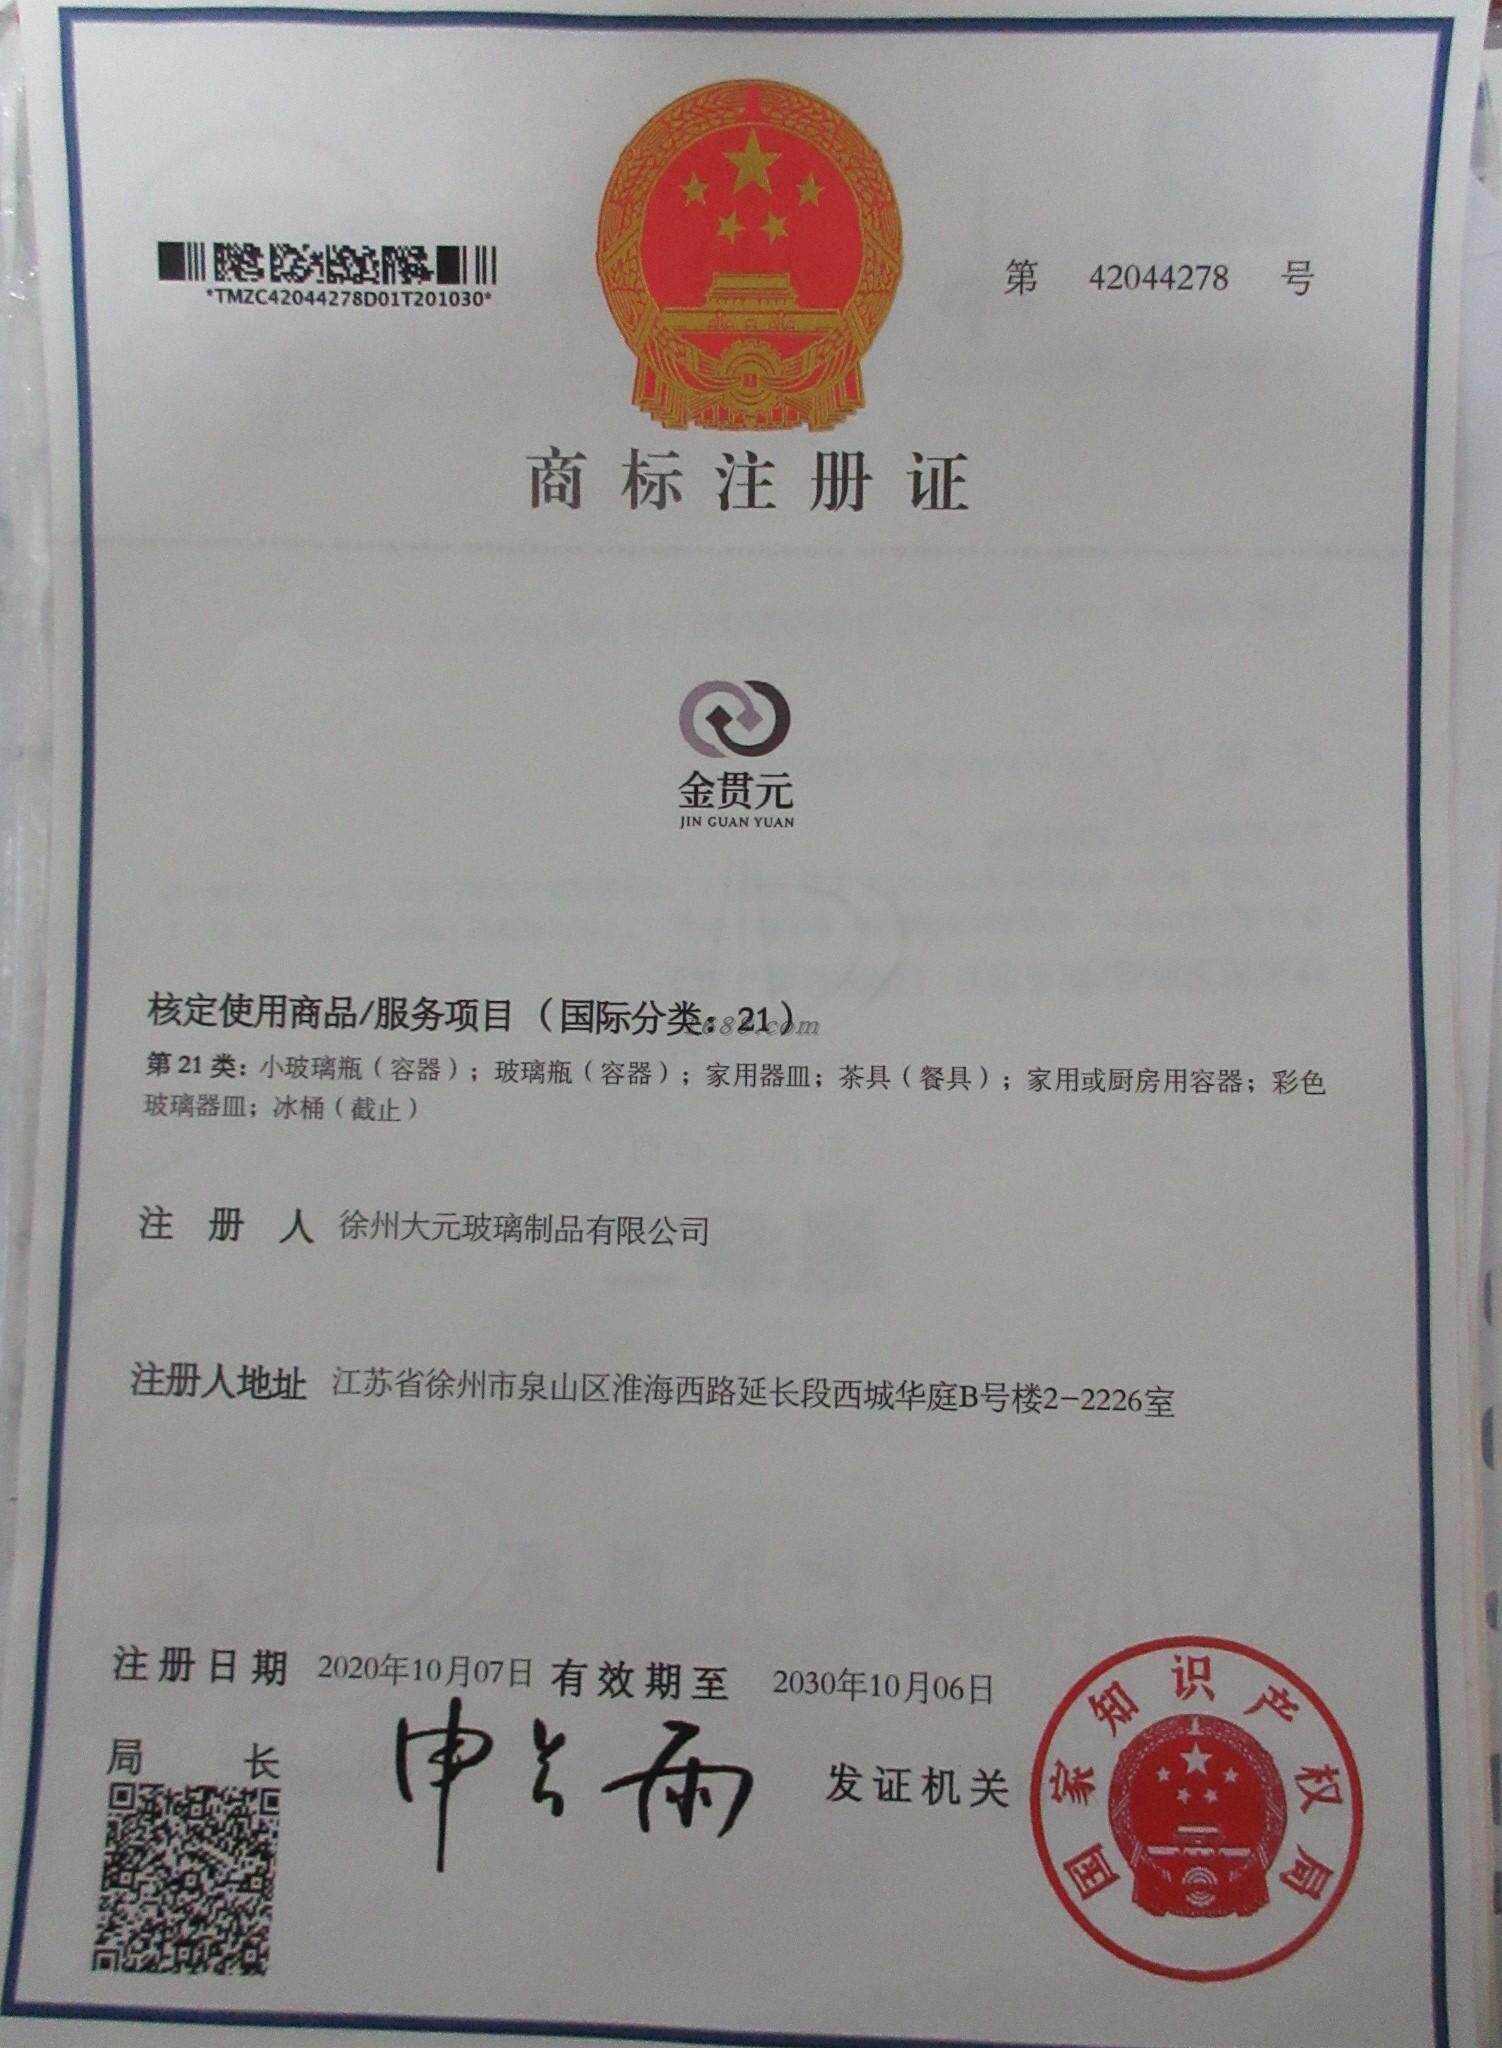 *TMZC42044278D01T201030*
第 42044278 号
商标注册证
金贯元
JIN GUAN YUAN
核定使用商品/服务项目（国际分类：21）
第21类：小玻璃瓶（容器）；玻璃瓶（容器）；家用器皿；茶具（餐具）；家用或厨房用容器；彩色
玻璃器皿；冰桶（截止）
注册人 徐州大元玻璃制品有限公司
注册人地址 江苏省徐州市泉山区淮海西路延长段西城华庭B号楼2-2226室
注册日期 2020年10月07日 有效期至 2030年10月06日
局长 申长雨 发证机关
国家知识产权局